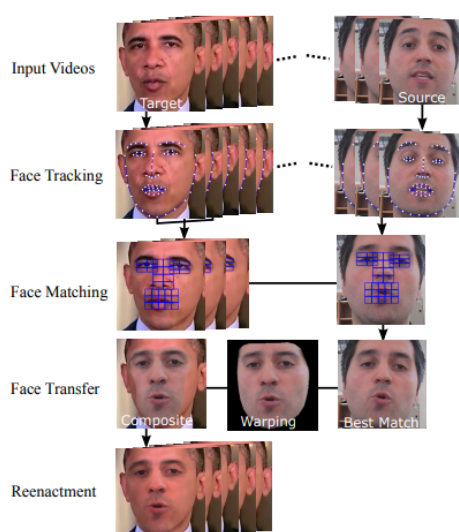 Input Videos
Target
Source
Face Tracking
Face Matching
Face Transfer
Composite
Warping
Best Match
Reenactment